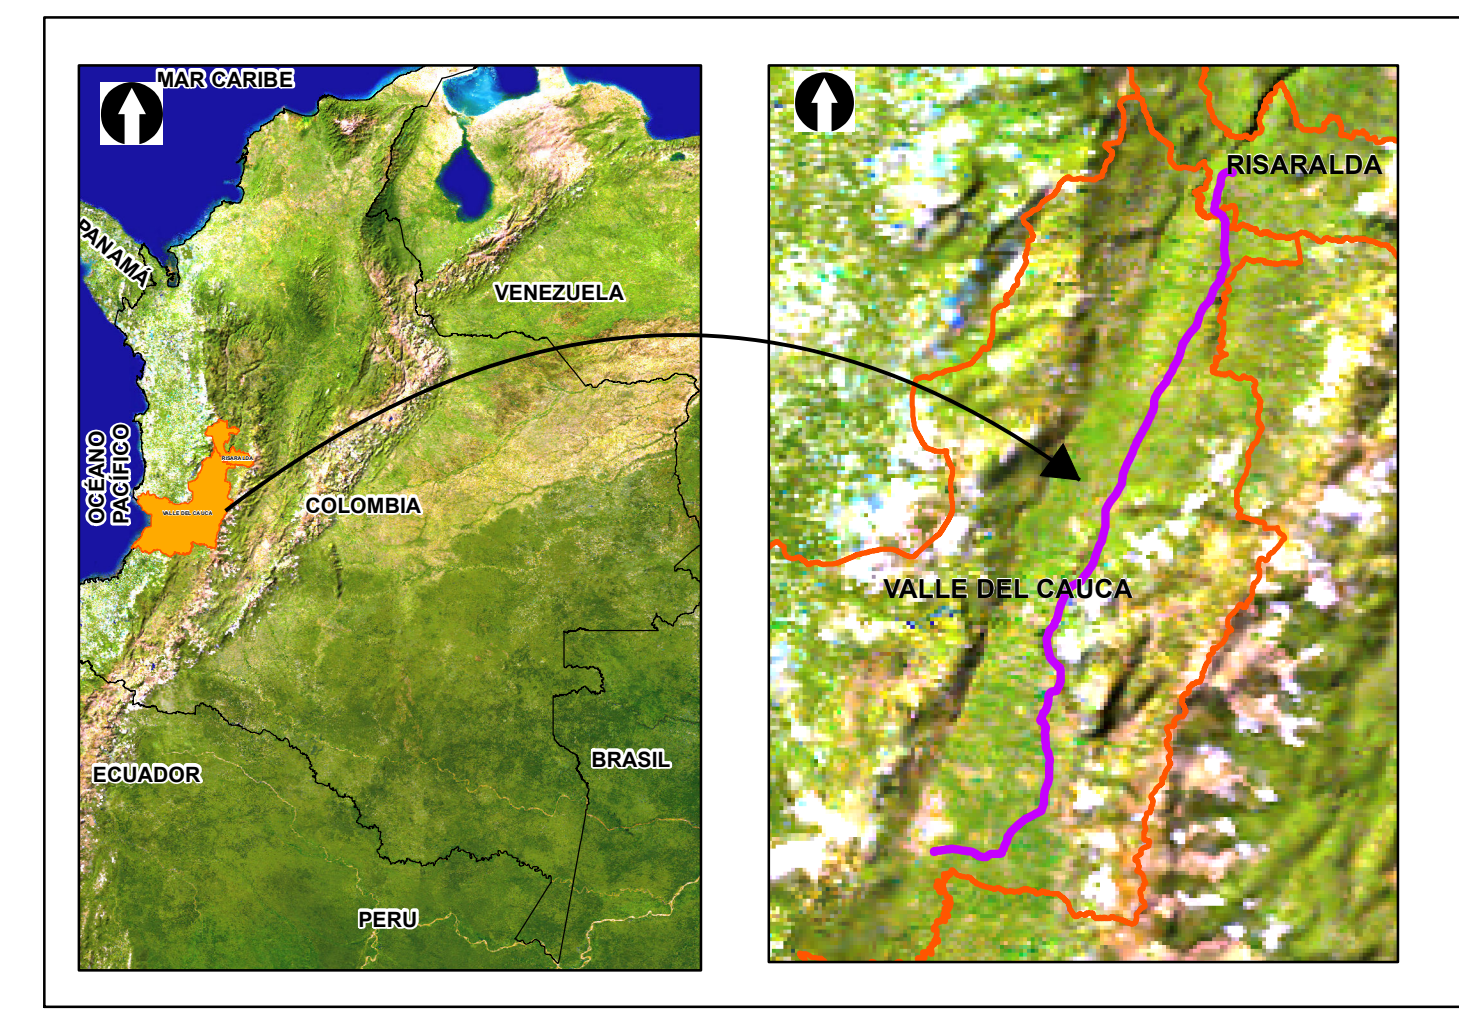 MAR CARIBE
PANAMÁ
VENEZUELA
OCÉANO
PACÍFICO
RISARALDA
VALLE DEL CAUCA
COLOMBIA
BRASIL
ECUADOR
PERU
RISARALDA
VALLE DEL CAUCA